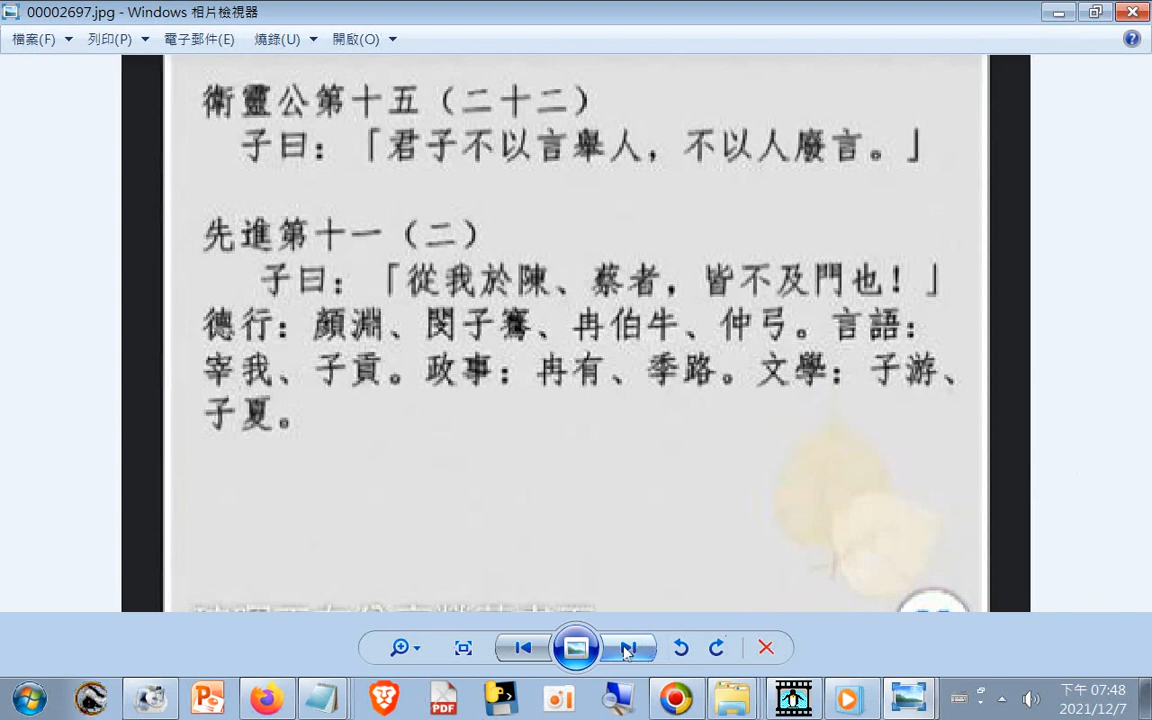 00002697.jpg - Windows 相片檢視器
檔案(F) 列印(P) 電子郵件(E) 燒錄(U) 開啟(O)
衛靈公第十五（二十二）
子曰：「君子不以言舉人，不以人廢言。」
先進第十一（二）
子曰：「從我於陳、蔡者，皆不及門也！」
德行：顏淵、閔子騫、冉伯牛、仲弓。言語：
宰我、子貢。政事：冉有、季路。文學：子游、
子夏。
PDF
下午 07:48
2021/12/7